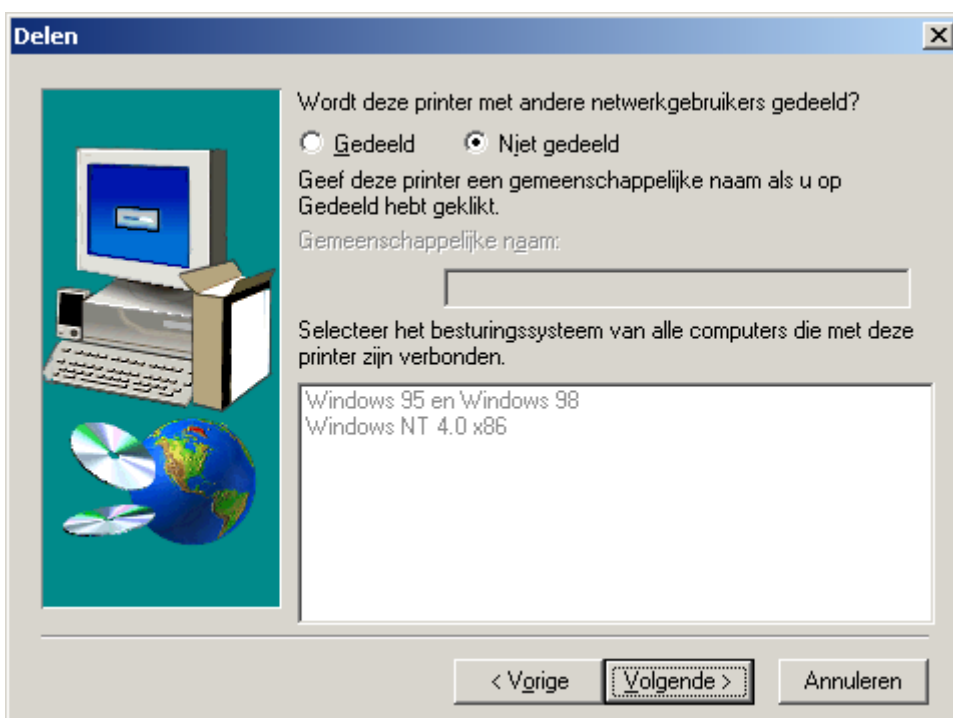 Delen
Wordt deze printer met andere netwerkgebruikers gedeeld?
Gedeeld Niet gedeeld
Geef deze printer een gemeenschappelijke naam als u op
Gedeeld hebt geklikt.
Gemeenschappelijke naam:
Selecteer het besturingssysteem van alle computers die met deze
printer zijn verbonden.
Windows 95 en Windows 98
Windows NT 4.0 x86
< Vorige Volgende > Annuleren